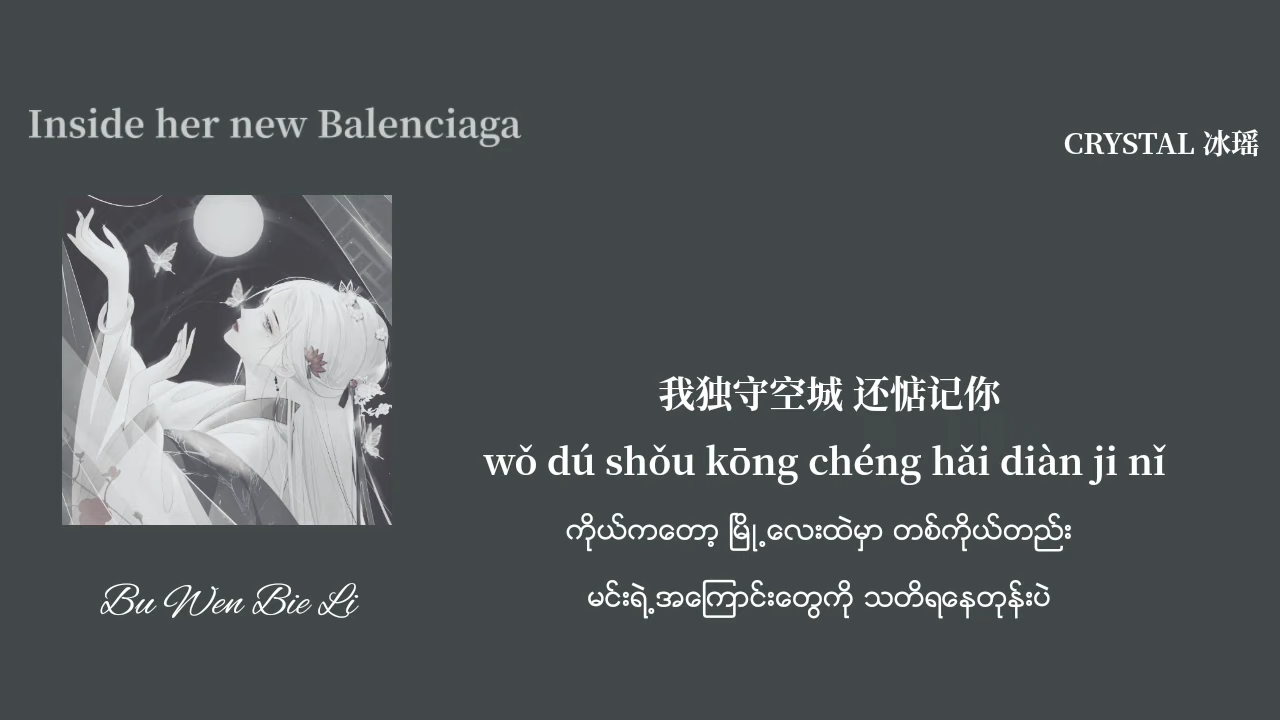 Inside her new Balenciaga
CRYSTAL 冰瑶
我独守空城 还惦记你
wǒ dú shǒu kōng chéng hǎi diàn ji nǐ
ကိုယ်ကတော့ မြို့လေးထဲမှာ တစ်ကိုယ်တည်း
မင်းရဲ့အကြောင်းတွေကို သတိရနေတုန်းပဲ
Bu Wen Bie Li